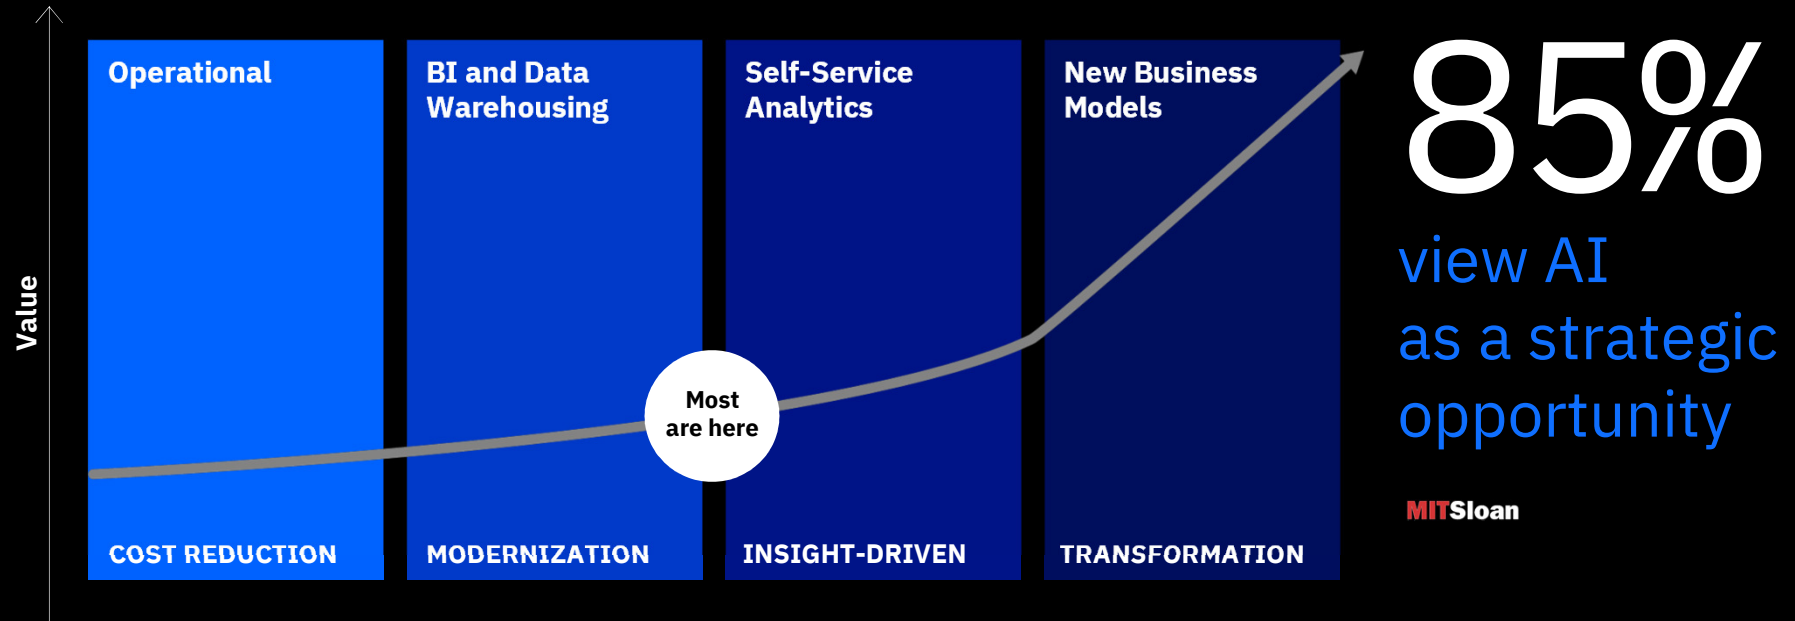 Value
Operational
COST REDUCTION
BI and Data
Warehousing
MODERNIZATION
Most
are here
Self-Service
Analytics
INSIGHT-DRIVEN
New Business
Models
TRANSFORMATION
85%
view AI
as a strategic
opportunity
MITSloan